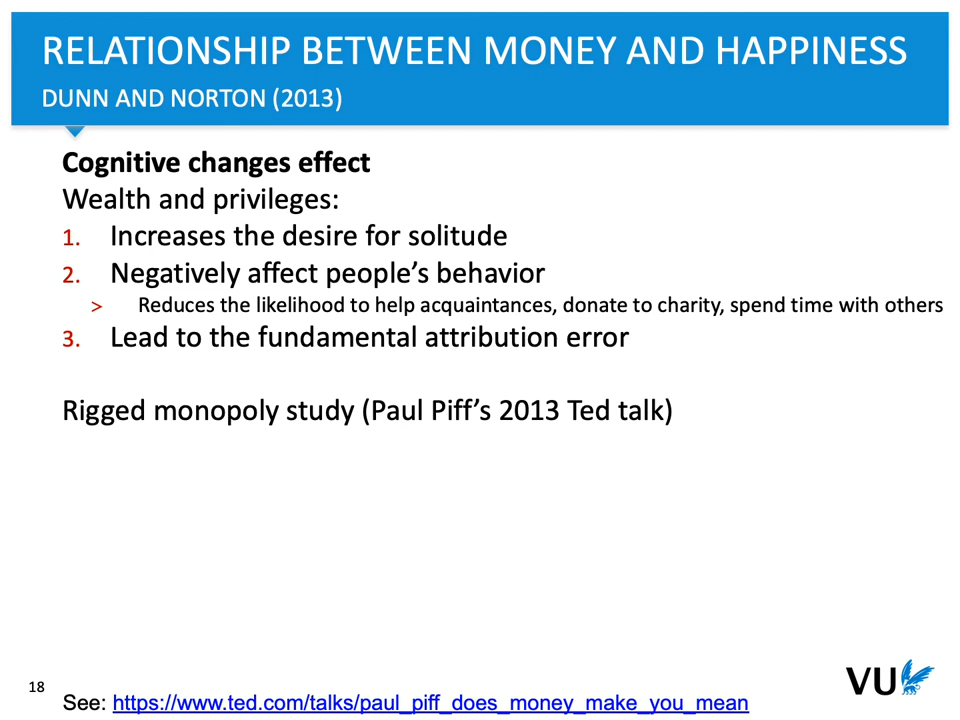 RELATIONSHIP BETWEEN MONEY AND HAPPINESS
DUNN AND NORTON (2013)
Cognitive changes effect
Wealth and privileges:
1. Increases the desire for solitude
2. Negatively affect people’s behavior
> Reduces the likelihood to help acquaintances, donate to charity, spend time with others
3. Lead to the fundamental attribution error
Rigged monopoly study (Paul Piff’s 2013 Ted talk)
18
See: https://www.ted.com/talks/paul_piff_does_money_make_you_mean
VU